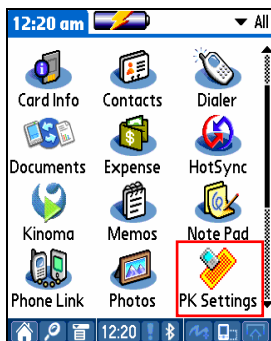 12:20 am
All
Card Info Contacts Dialer
Documents Expense HotSync
Kinoma Memos Note Pad
Phone Link Photos PK Settings
12:20